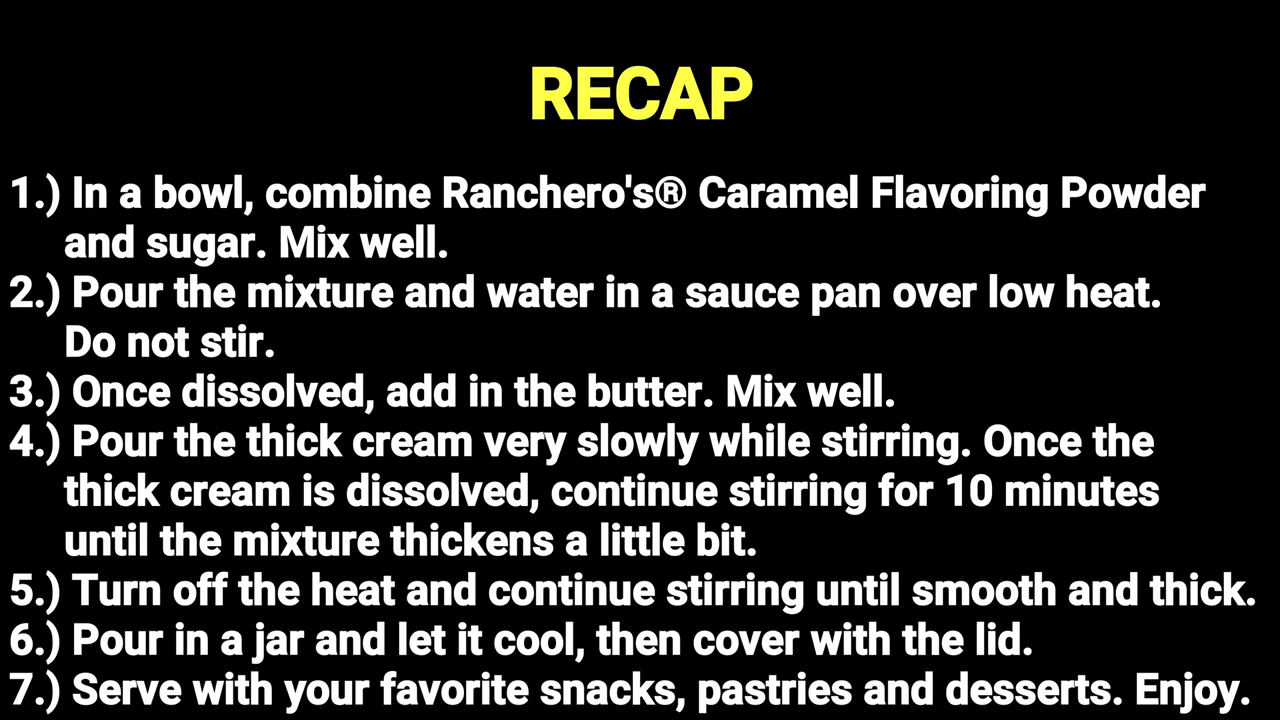 RECAP
1.) In a bowl, combine Ranchero's® Caramel Flavoring Powder
and sugar. Mix well.
2.) Pour the mixture and water in a sauce pan over low heat.
Do not stir.
3.) Once dissolved, add in the butter. Mix well.
4.) Pour the thick cream very slowly while stirring. Once the
thick cream is dissolved, continue stirring for 10 minutes
until the mixture thickens a little bit.
5.) Turn off the heat and continue stirring until smooth and thick.
6.) Pour in a jar and let it cool, then cover with the lid.
7.) Serve with your favorite snacks, pastries and desserts. Enjoy.